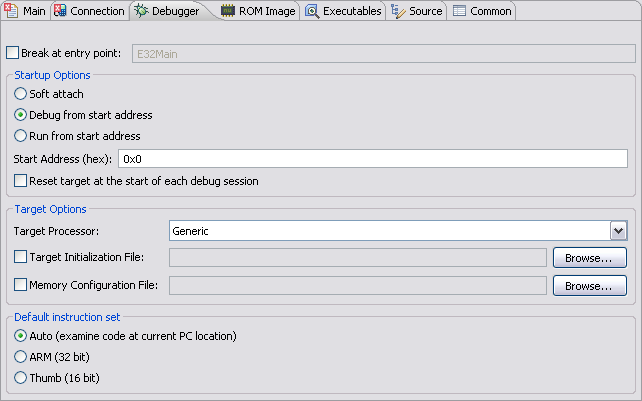 Main Connection Debugger ROM Image Executables Source Common
Break at entry point: E32Main
Startup Options
Soft attach
Debug from start address
Run from start address
Start Address (hex): 0x0
Reset target at the start of each debug session
Target Options
Target Processor: Generic
Target Initialization File: Browse...
Memory Configuration File: Browse...
Default instruction set
Auto (examine code at current PC location)
ARM (32 bit)
Thumb (16 bit)